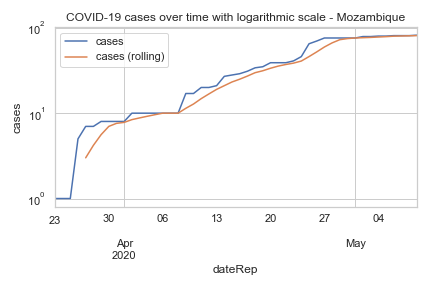 COVID-19 cases over time with logarithmic scale - Mozambique
cases
cases (rolling)
cases
10²
10¹
10⁰
23 30 06 13 20 27 04
Apr May
2020
dateRep